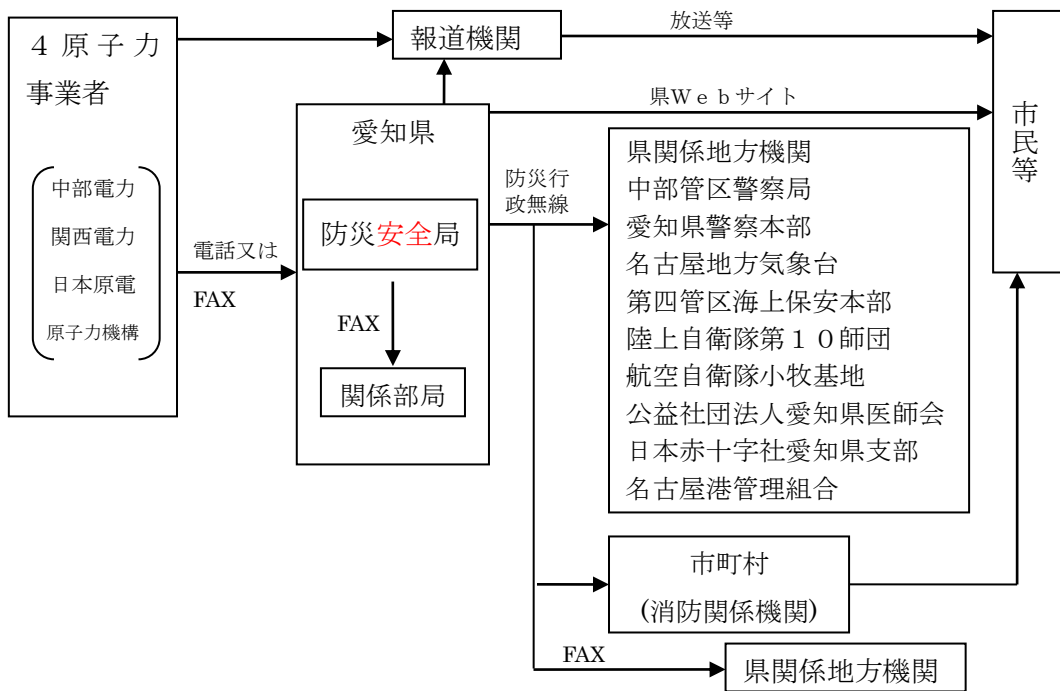 ４原子力
事業者
中部電力
関西電力
日本原電
原子力機構
電話又は
FAX
報道機関
放送等
愛知県
防災安全局
FAX
関係部局
県Ｗｅｂサイト
防災行
政無線
県関係地方機関
中部管区警察局
愛知県警察本部
名古屋地方気象台
第四管区海上保安本部
陸上自衛隊第１０師団
航空自衛隊小牧基地
公益社団法人愛知県医師会
日本赤十字社愛知県支部
名古屋港管理組合
市町村
(消防関係機関)
FAX
県関係地方機関
市民等